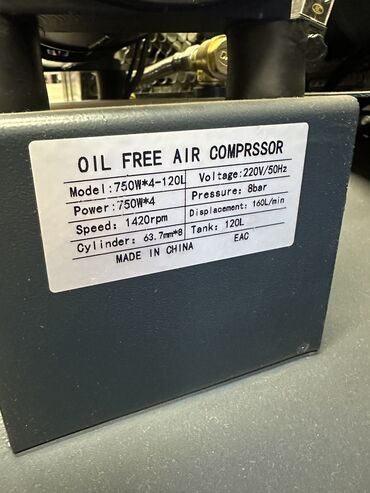 OIL FREE AIR COMPRSSOR
Model:750W*4-120L Voltage:220V/50Hz
Power:750W*4 Pressure: 8bar
Speed: 1420rpm Displacement: 160L/min
Cylinder: 63.7mm*8 Tank: 120L
MADE IN CHINA EAC